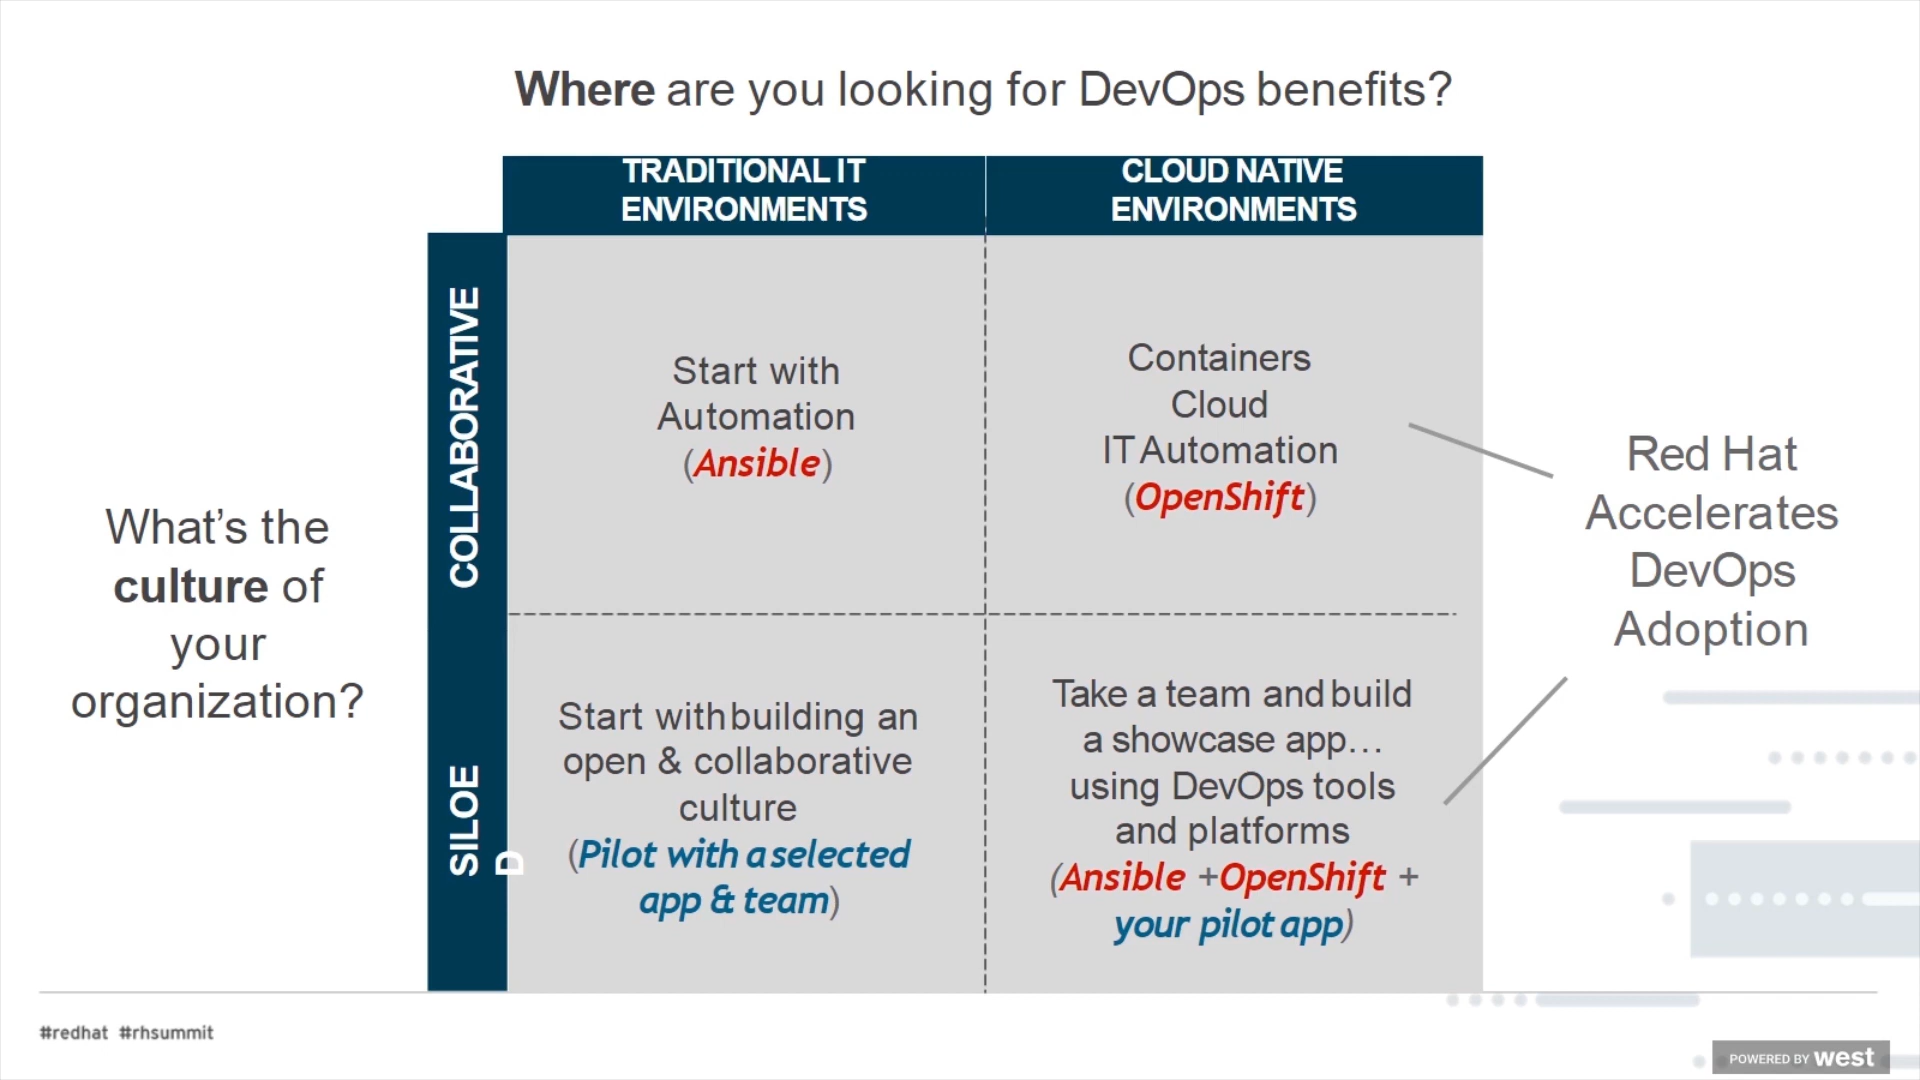 Where are you looking for DevOps benefits?
TRADITIONAL IT
ENVIRONMENTS
CLOUD NATIVE
ENVIRONMENTS
What's the
culture of
your
organization?
COLLABORATIVE
Start with
Automation
(Ansible)
Containers
Cloud
IT Automation
(OpenShift)
Red Hat
Accelerates
DevOps
Adoption
SILOE
D
Start with building an
open & collaborative
culture
(Pilot with a selected
app & team)
Take a team and build
a showcase app...
using DevOps tools
and platforms
(Ansible +OpenShift +
your pilot app)
#redhat #rhsummit
POWERED BY west